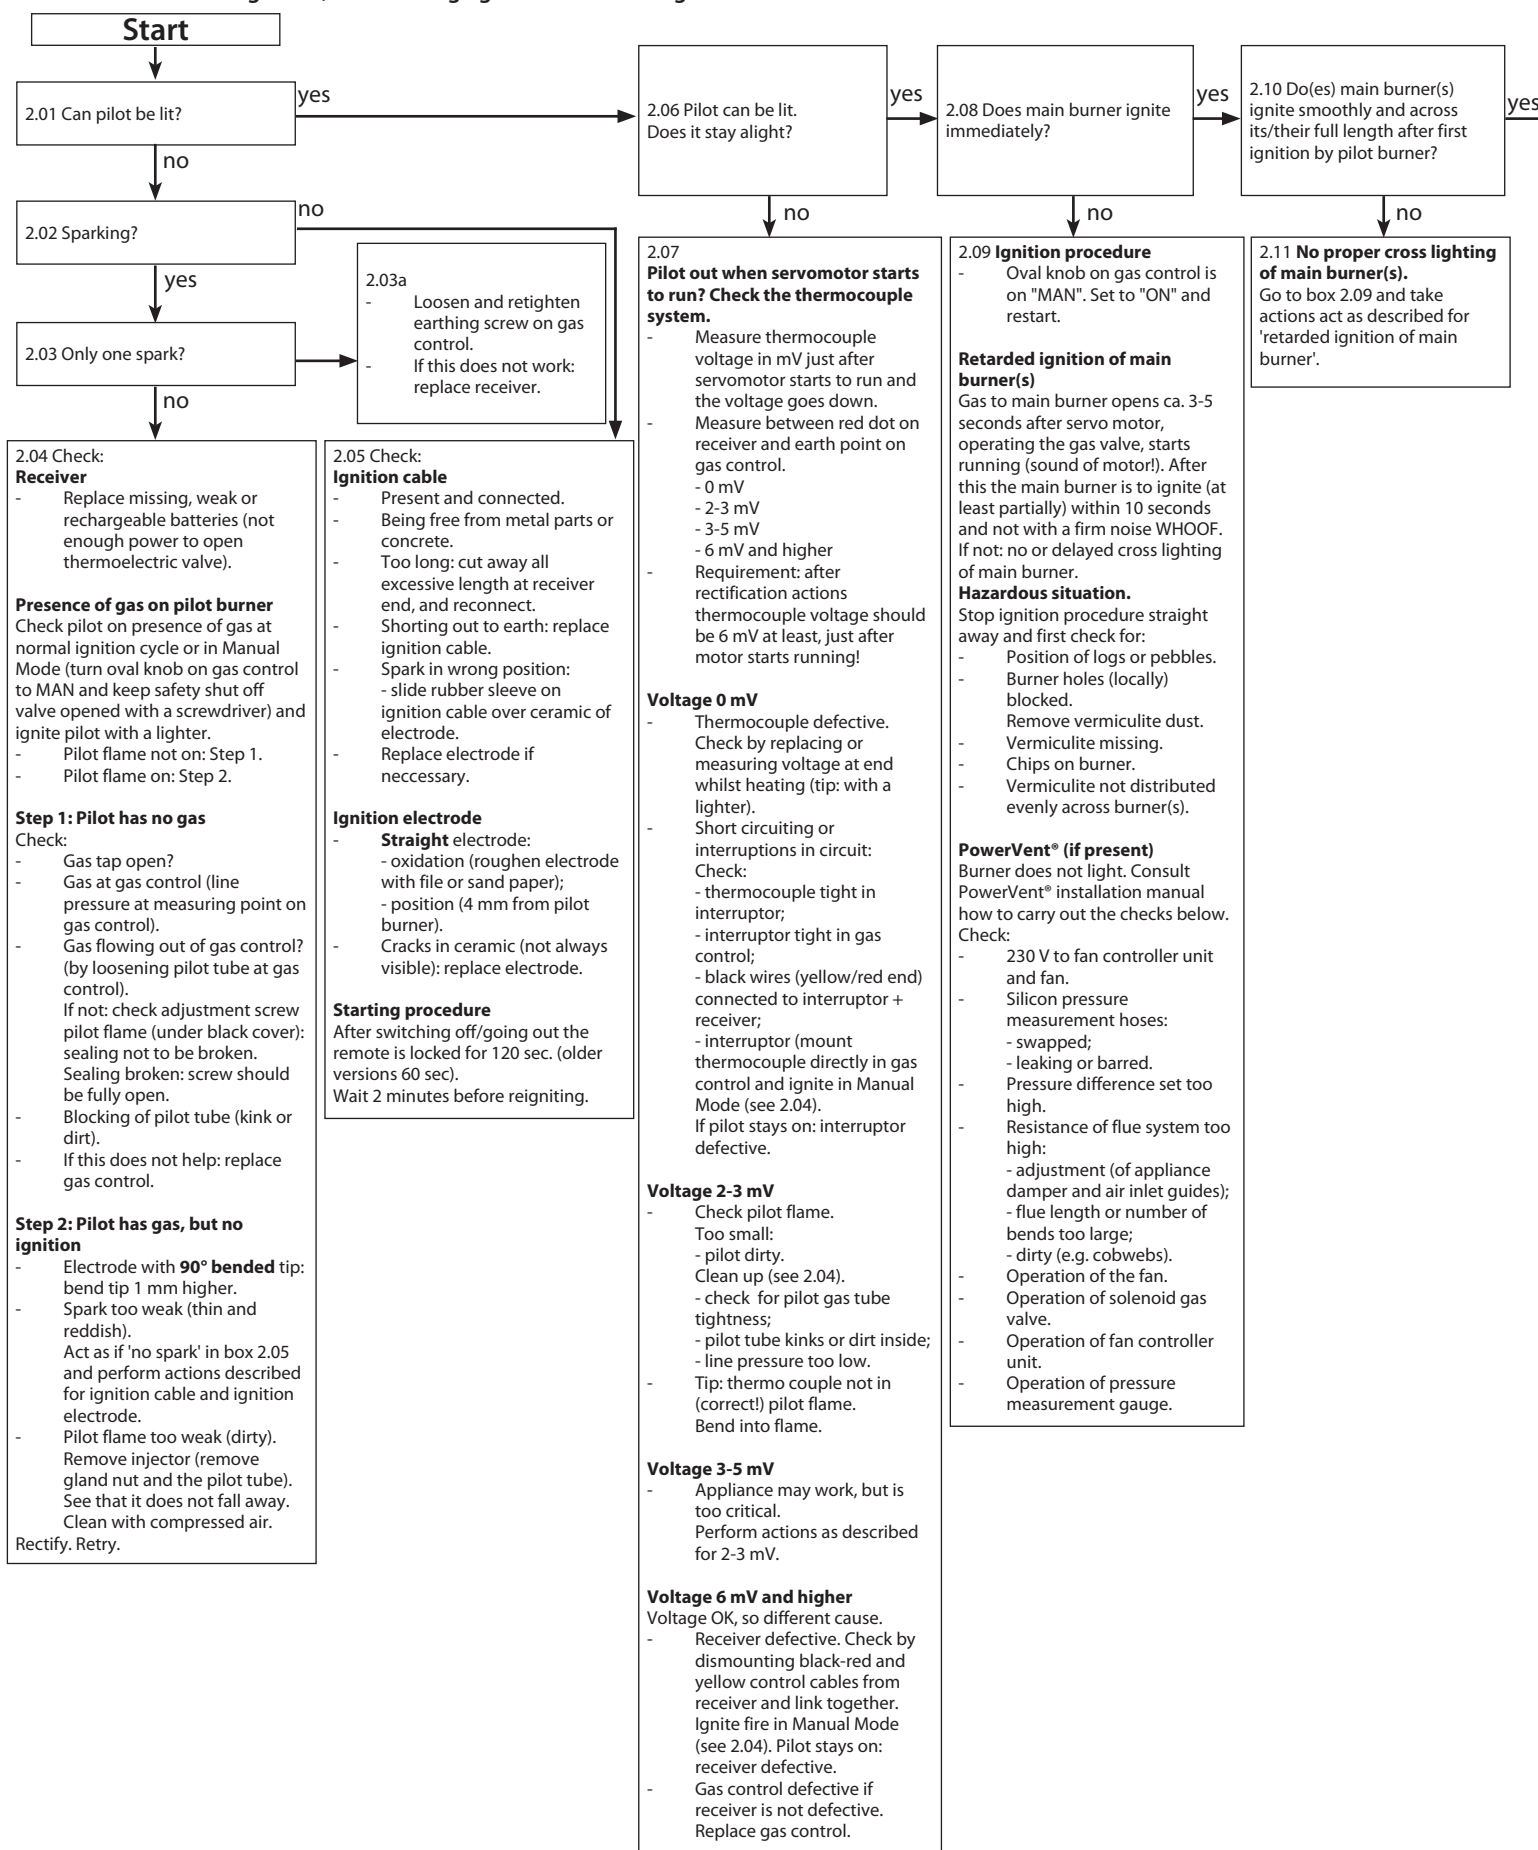 Start
2.01 Can pilot be lit?
yes
no
2.02 Sparking?
no
yes
2.03 Only one spark?
no
2.03a
- Loosen and retighten
earthing screw on gas
control.
- If this does not work:
replace receiver.
2.04 Check:
Receiver
- Replace missing, weak or
rechargeable batteries (not
enough power to open
thermoelectric valve).
Presence of gas on pilot burner
Check pilot on presence of gas at
normal ignition cycle or in Manual
Mode (turn oval knob on gas control
to MAN and keep safety shut off
valve opened with a screwdriver) and
ignite pilot with a lighter.
- Pilot flame not on: Step 1.
- Pilot flame on: Step 2.
Step 1: Pilot has no gas
Check:
- Gas tap open?
- Gas at gas control (line
pressure at measuring point on
gas control).
- Gas flowing out of gas control?
(by loosening pilot tube at gas
control).
If not: check adjustment screw
pilot flame (under black cover):
sealing not to be broken.
Sealing broken: screw should
be fully open.
- Blocking of pilot tube (kink or
dirt).
- If this does not help: replace
gas control.
Step 2: Pilot has gas, but no
ignition
- Electrode with 90° bended tip:
bend tip 1 mm higher.
- Spark too weak (thin and
reddish).
Act as if 'no spark' in box 2.05
and perform actions described
for ignition cable and ignition
electrode.
- Pilot flame too weak (dirty).
Remove injector (remove
gland nut and the pilot tube).
See that it does not fall away.
Clean with compressed air.
Rectify. Retry.
2.05 Check:
Ignition cable
- Present and connected.
- Being free from metal parts or
concrete.
- Too long: cut away all
excessive length at receiver
end, and reconnect.
- Shorting out to earth: replace
ignition cable.
- Spark in wrong position:
- slide rubber sleeve on
ignition cable over ceramic of
electrode.
- Replace electrode if
neccessary.
Ignition electrode
- Straight electrode:
- oxidation (roughen electrode
with file or sand paper);
- position (4 mm from pilot
burner).
- Cracks in ceramic (not always
visible): replace electrode.
Starting procedure
After switching off/going out the
remote is locked for 120 sec. (older
versions 60 sec).
Wait 2 minutes before reigniting.
2.06 Pilot can be lit.
Does it stay alight?
yes
no
2.07
Pilot out when servomotor starts
to run? Check the thermocouple
system.
- Measure thermocouple
voltage in mV just after
servomotor starts to run and
the voltage goes down.
- Measure between red dot on
receiver and earth point on
gas control.
- 0 mV
- 2-3 mV
- 3-5 mV
- 6 mV and higher
- Requirement: after
rectification actions
thermocouple voltage should
be 6 mV at least, just after
motor starts running!
Voltage 0 mV
- Thermocouple defective.
Check by replacing or
measuring voltage at end
whilst heating (tip: with a
lighter).
- Short circuiting or
interruptions in circuit:
Check:
- thermocouple tight in
interruptor;
- interruptor tight in gas
control;
- black wires (yellow/red end)
connected to interruptor +
receiver;
- interruptor (mount
thermocouple directly in gas
control and ignite in Manual
Mode (see 2.04).
If pilot stays on: interruptor
defective.
Voltage 2-3 mV
- Check pilot flame.
Too small:
- pilot dirty.
Clean up (see 2.04).
- check for pilot gas tube
tightness;
- pilot tube kinks or dirt inside;
- line pressure too low.
- Tip: thermo couple not in
(correct!) pilot flame.
Bend into flame.
Voltage 3-5 mV
- Appliance may work, but is
too critical.
Perform actions as described
for 2-3 mV.
Voltage 6 mV and higher
Voltage OK, so different cause.
- Receiver defective. Check by
dismounting black-red and
yellow control cables from
receiver and link together.
Ignite fire in Manual Mode
(see 2.04). Pilot stays on:
receiver defective.
- Gas control defective if
receiver is not defective.
Replace gas control.
2.08 Does main burner ignite
immediately?
yes
no
2.09 Ignition procedure
- Oval knob on gas control is
on "MAN". Set to "ON" and
restart.
Retarded ignition of main
burner(s)
Gas to main burner opens ca. 3-5
seconds after servo motor,
operating the gas valve, starts
running (sound of motor!). After
this the main burner is to ignite (at
least partially) within 10 seconds
and not with a firm noise WHOOF.
If not: no or delayed cross lighting
of main burner.
Hazardous situation.
Stop ignition procedure straight
away and first check for:
- Position of logs or pebbles.
- Burner holes (locally)
blocked.
Remove vermiculite dust.
- Vermiculite missing.
- Chips on burner.
- Vermiculite not distributed
evenly across burner(s).
PowerVent® (if present)
Burner does not light. Consult
PowerVent® installation manual
how to carry out the checks below.
Check:
- 230 V to fan controller unit
and fan.
- Silicon pressure
measurement hoses:
- swapped;
- leaking or barred.
- Pressure difference set too
high.
- Resistance of flue system too
high:
- adjustment (of appliance
damper and air inlet guides);
- flue length or number of
bends too large;
- dirty (e.g. cobwebs).
- Operation of the fan.
- Operation of solenoid gas
valve.
- Operation of fan controller
unit.
- Operation of pressure
measurement gauge.
2.10 Do(es) main burner(s)
ignite smoothly and across
its/their full length after first
ignition by pilot burner?
yes
no
2.11 No proper cross lighting
of main burner(s).
Go to box 2.09 and take
actions act as described for
'retarded ignition of main
burner'.